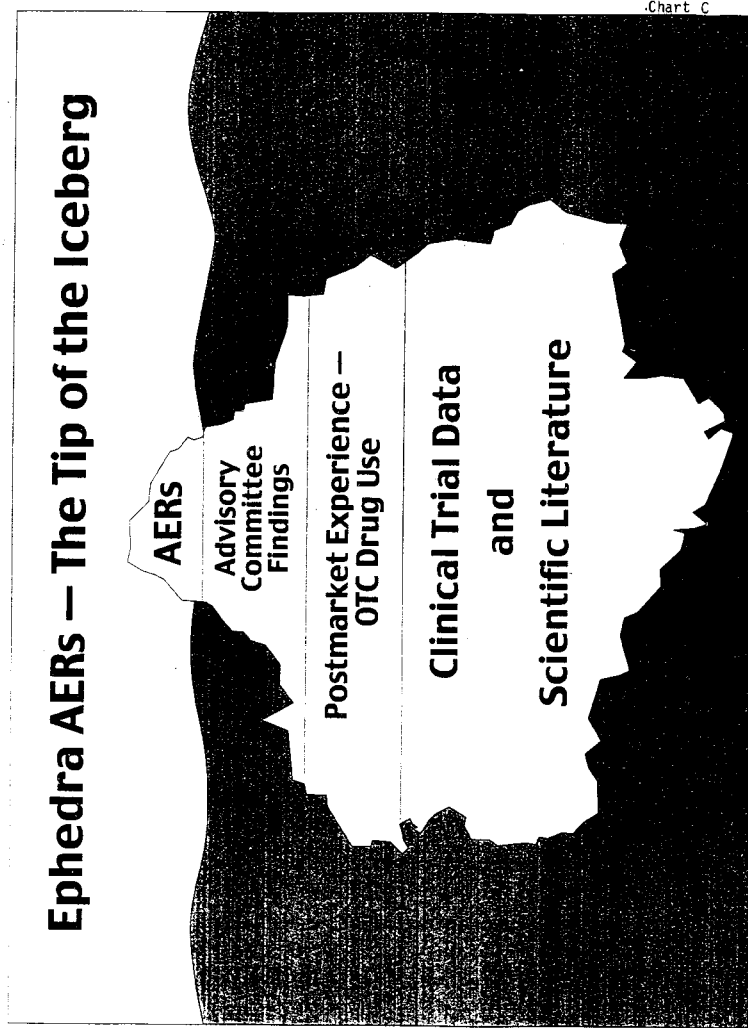 .Chart C
Ephedra AERs — The Tip of the Iceberg
AERs
Advisory
Committee
Findings
Postmarket Experience —
OTC Drug Use
Clinical Trial Data
and
Scientific Literature